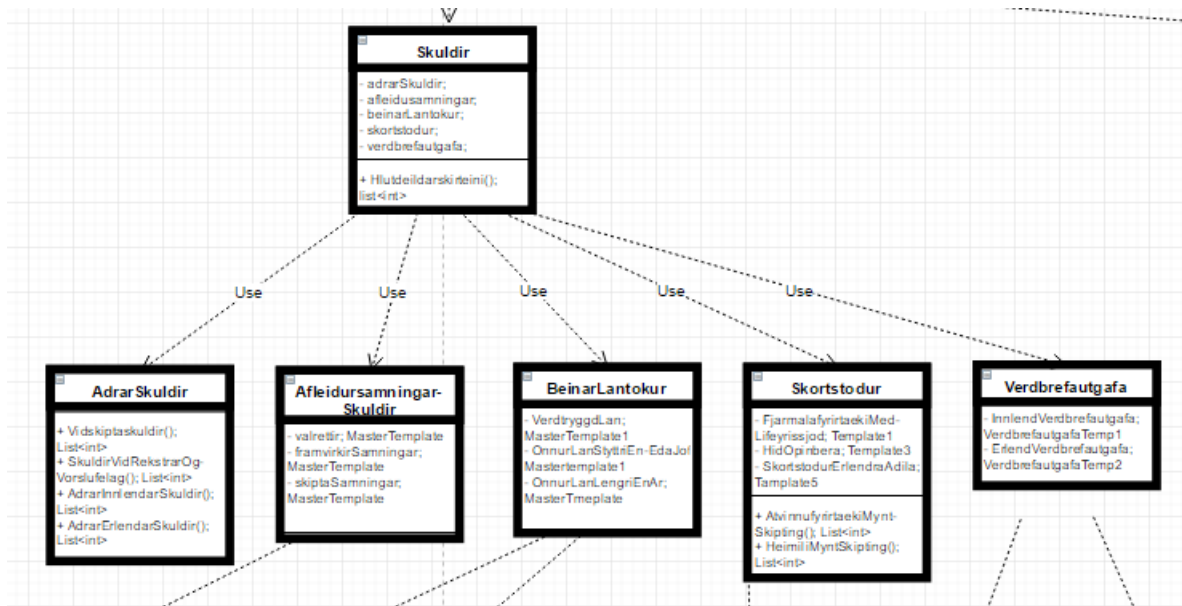 Skuldir
- adrarSkuldir;
- afleidusamningar;
- beinarLantokur;
- skortstodur;
- verdbrefautgafa;
+ Hlutdeildarskirteini();
list<int>
Use
Use
Use
Use
Use
AdrarSkuldir
+ Vidskiptaskuldir();
List<int>
+ SkuldirVidRekstrarOg-
Vorslufelag(); List<int>
+ AdrarInnlendarSkuldir();
List<int>
+ AdrarErlendarSkuldir();
List<int>
Afleidursamningar-
Skuldir
- valrettir; MasterTemplate
- framvirkirSamningar;
MasterTemplate
- skiptaSamningar;
MasterTemplate
BeinarLantokur
- VerdtryggdLan;
MasterTemplate1
- OnnurLanStyttriEn-EdaJof
Mastertemplate1
- OnnurLanLengriEnAr;
MasterTmeplate
Skortstodur
- FjarmalafyrirtaekiMed-
Lifeyrissjod; Template1
- HidOpinbera; Template3
- SkortstodurErlendraAdila;
Tamplate5
+ AtvinnufyrirtaekiMynt-
Skipting(); List<int>
+ HeimiliMyntSkipting();
List<int>
Verdbrefautgafa
- InnlendVerdbrefautgafa;
VerdbrefautgafaTemp1
- ErlendVerdbrefautgafa;
VerdbrefautgafaTemp2